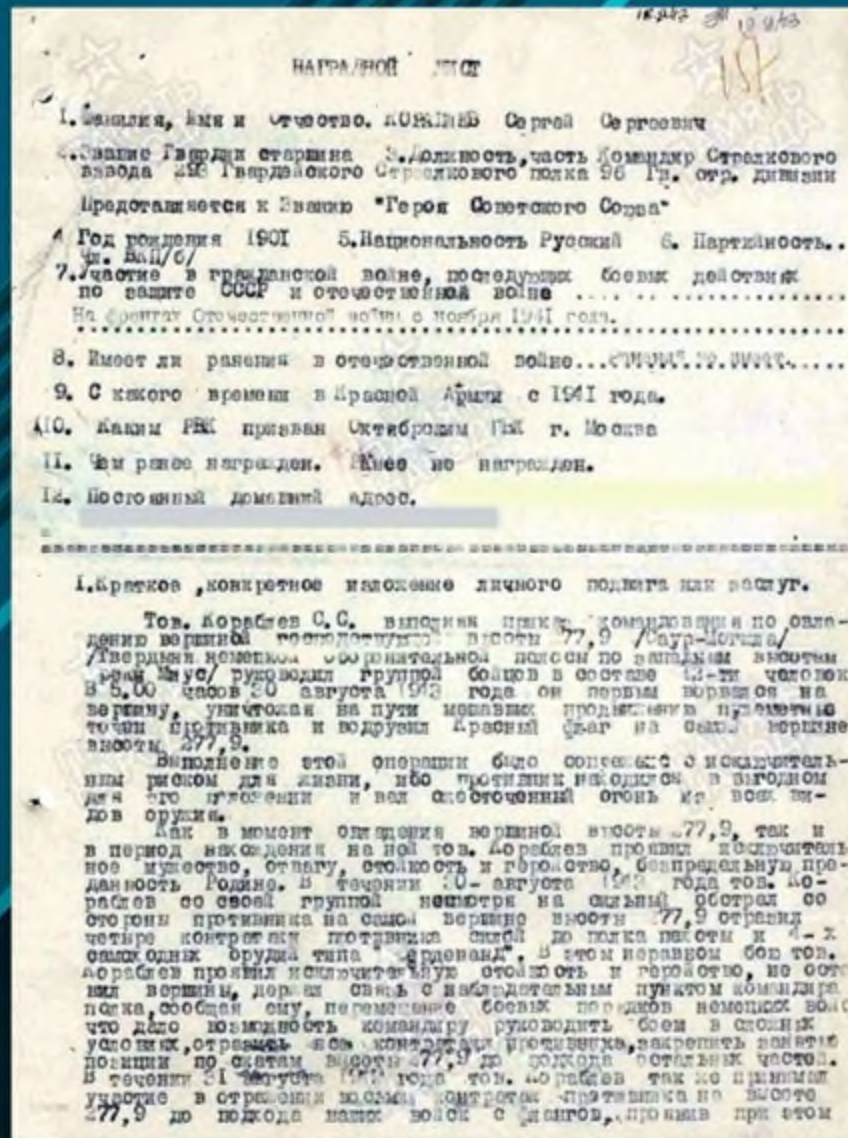 НАГРАДНОЙ ЛИСТ
1. Фамилия, Имя и Отчество. КОРАБЛЕВ Сергей Сергеевич
2. Звание Гвардии старшина 3. Должность, часть Командир Стрелкового
взвода 293 Гвардейского Стрелкового полка 96 Гв. стр. дивизии
Представляется к Званию "Героя Советского Союза"
4 Год рождения 1901 5. Национальность Русский 6. Партийность..
Чл. ВКП/б/
7. Участие в гражданской войне, последующих боевых действиях
по защите СССР и отечественной войне
На фронтах Отечественной войны с ноября 1941 года.
8. Имеет ли ранения в отечественной войне... не имеет.
9. С какого времени в Красной Армии с 1941 года.
10. Каким РВК призван Октябрским РВК г. Москва
11. Чем ранее награжден. Ранее не награжден.
12. Постоянный домашний адрес.
1. Краткое, конкретное изложение личного подвига или заслуг.
Тов. Кораблев С.С. выполняя приказ командования по овла-
дению вершиной господствующей высоты 277,9 /Саур-Могила/
/Твердыня немецкой оборонительной полосы по западным высотам
реки Миус/ руководил группой бойцов в составе человек
В 5.00 часов 30 августа 1943 года он первым ворвался на
вершину, уничтожая на пути мешавших продвижению пулеметные
точки противника и водрузил Красный флаг на самой вершине
высоты 277,9.
Выполнение этой операции было сопряжено с исключитель-
ным риском для жизни, ибо противник находился в выгодном
для его положении и вел ожесточенный огонь из всех ви-
дов оружия.
Как в момент овладения вершиной высоты 277,9, так и
в период нахождения на ней тов. Кораблев проявил исключитель-
ное мужество, отвагу, стойкость и геройство, безпредельную пре-
данность Родине. В течении 30- августа 1943 года тов. Ко-
раблев со своей группой несмотря на сильный обстрел со
стороны противника на самой вершине высоты 277,9 отразил
четыре контратаки противника силой до полка пехоты и 4-х
самоходных орудий типа "Ферденанд". В этом неравном бою тов.
Кораблев проявил исключительную стойкость и геройство, не оста
вил вершины, держал связь с наблюдательным пунктом командира
полка, сообщая ему, перемещение боевых порядков немецких войс
что дало возможность командиру руководить боем в сложных
условиях, отразить все контратаки противника, закрепить занятые
позиции по скатам высоты 277,9 до подхода остальных частей.
В течении 31 августа 1943 года тов. Кораблев так же принимал
участие в отражении восьми контратак противника на высоте
277,9 до подхода наших войск с флангов, проявив при этом